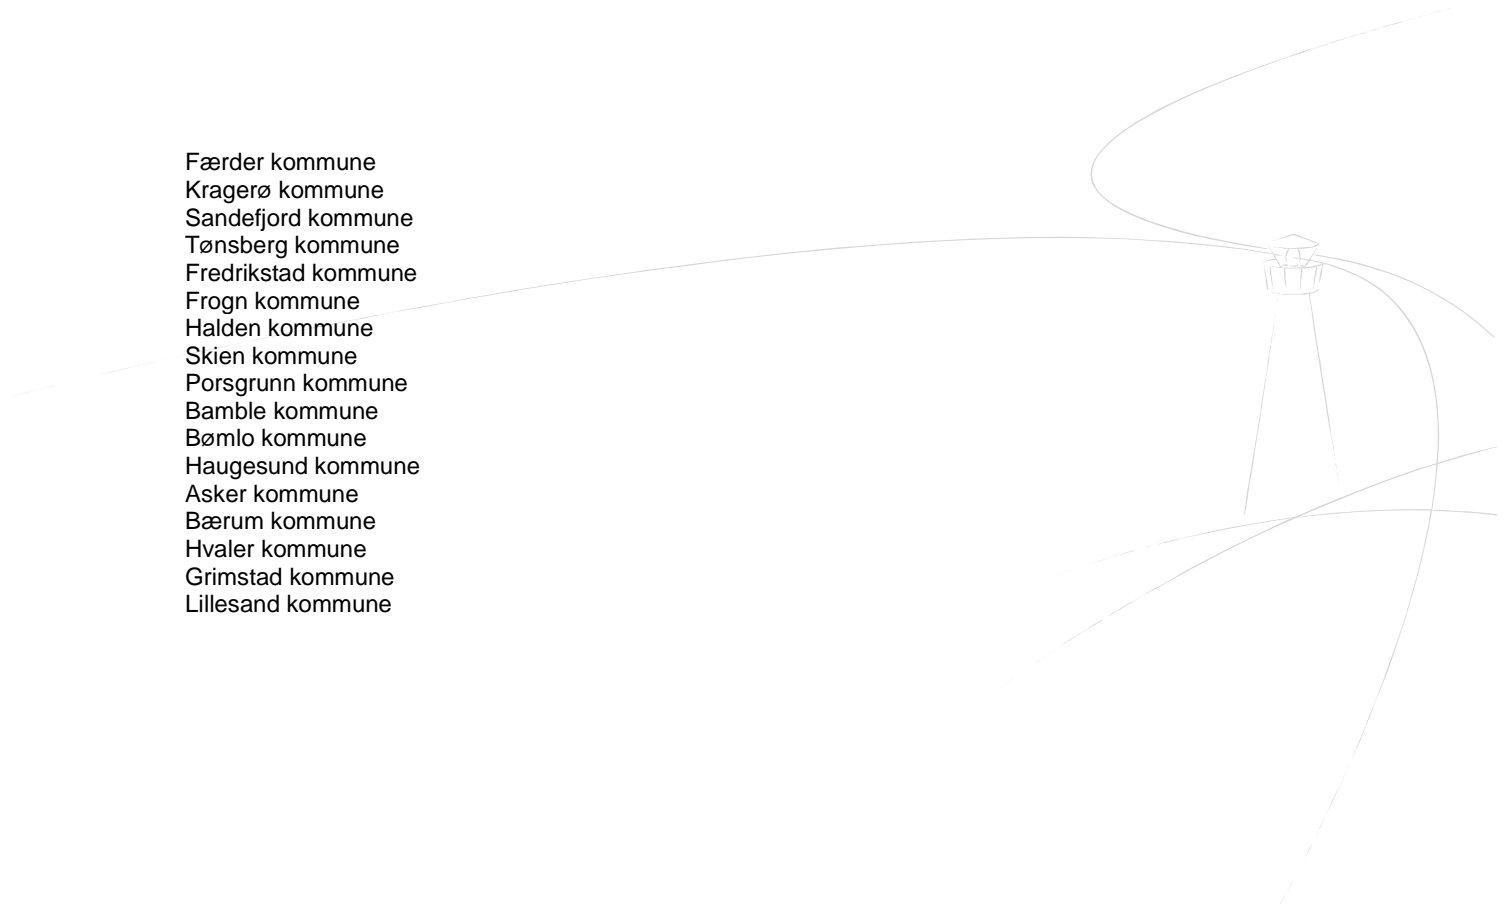 Færder kommune
Kragerø kommune
Sandefjord kommune
Tønsberg kommune
Fredrikstad kommune
Frogn kommune
Halden kommune
Skien kommune
Porsgrunn kommune
Bamble kommune
Bømlo kommune
Haugesund kommune
Asker kommune
Bærum kommune
Hvaler kommune
Grimstad kommune
Lillesand kommune